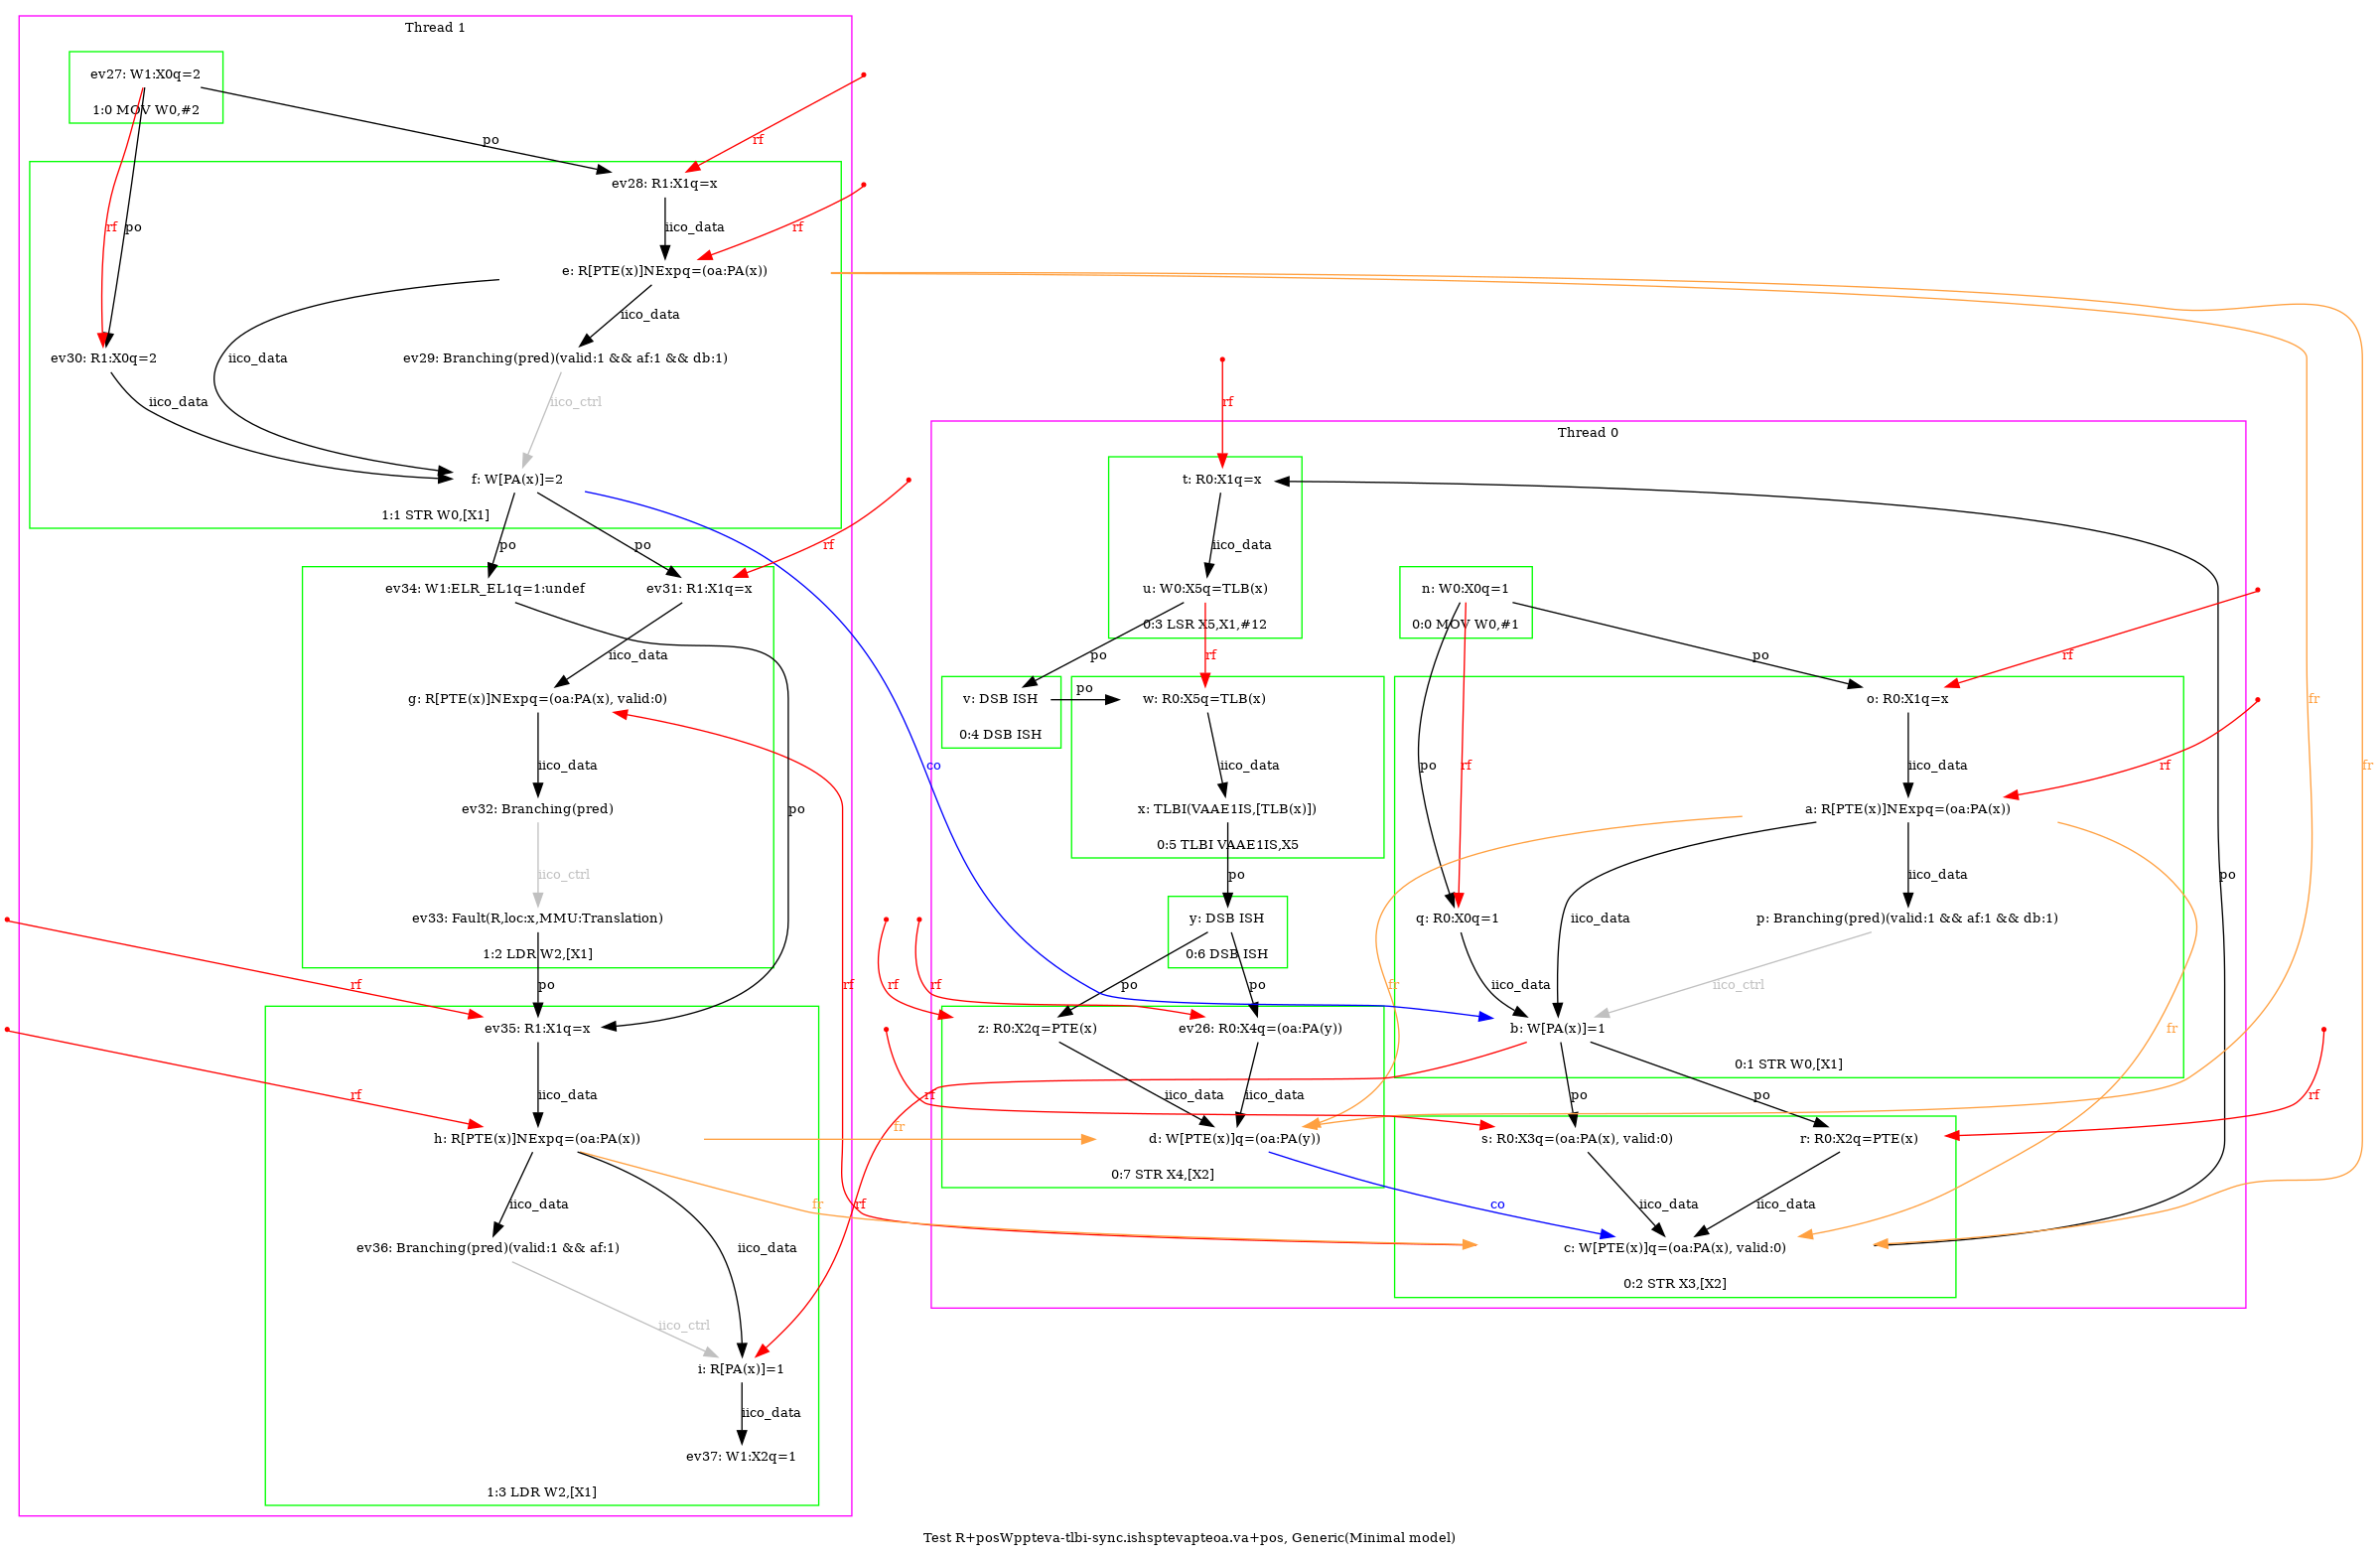 Thread 1
ev27: W1:X0q=2
1:0 MOV W0,#2
po
rf
ev28: R1:X1q=x
rf
po
iico_data
rf
e: R[PTE(x)]NExpq=(oa:PA(x))
iico_data
ev30: R1:X0q=2
iico_data
ev29: Branching(pred)(valid:1 && af:1 && db:1)
iico_data
iico_ctrl
f: W[PA(x)]=2
1:1 STR W0,[X1]
po
po
rf
ev34: W1:ELR_EL1q=1:undef
ev31: R1:X1q=x
iico_data
g: R[PTE(x)]NExpq=(oa:PA(x), valid:0)
iico_data
ev32: Branching(pred)
po
iico_ctrl
ev33: Fault(R,loc:x,MMU:Translation)
1:2 LDR W2,[X1]
rf
po
rf
ev35: R1:X1q=x
rf
iico_data
h: R[PTE(x)]NExpq=(oa:PA(x))
iico_data
fr
rf
fr
ev36: Branching(pred)(valid:1 && af:1)
iico_data
iico_ctrl
i: R[PA(x)]=1
iico_data
ev37: W1:X2q=1
1:3 LDR W2,[X1]
co
rf
Thread 0
t: R0:X1q=x
iico_data
u: W0:X5q=TLB(x)
0:3 LSR X5,X1,#12
n: W0:X0q=1
0:0 MOV W0,#1
po
rf
po
rf
fr
po
v: DSB ISH
0:4 DSB ISH
w: R0:X5q=TLB(x)
o: R0:X1q=x
iico_data
po
rf
iico_data
rf
fr
x: TLBI(VAAE1IS,[TLB(x)])
0:5 TLBI VAAE1IS,X5
a: R[PTE(x)]NExpq=(oa:PA(x))
po
iico_data
po
y: DSB ISH
0:6 DSB ISH
q: R0:X0q=1
iico_data
p: Branching(pred)(valid:1 && af:1 && db:1)
rf
rf
po
po
fr
iico_data
iico_ctrl
fr
z: R0:X2q=PTE(x)
ev26: R0:X4q=(oa:PA(y))
b: W[PA(x)]=1
0:1 STR W0,[X1]
rf
iico_data
iico_data
po
po
rf
d: W[PTE(x)]q=(oa:PA(y))
0:7 STR X4,[X2]
s: R0:X3q=(oa:PA(x), valid:0)
r: R0:X2q=PTE(x)
co
iico_data
iico_data
c: W[PTE(x)]q=(oa:PA(x), valid:0)
0:2 STR X3,[X2]
Test R+posWppteva-tlbi-sync.ishsptevapteoa.va+pos, Generic(Minimal model)